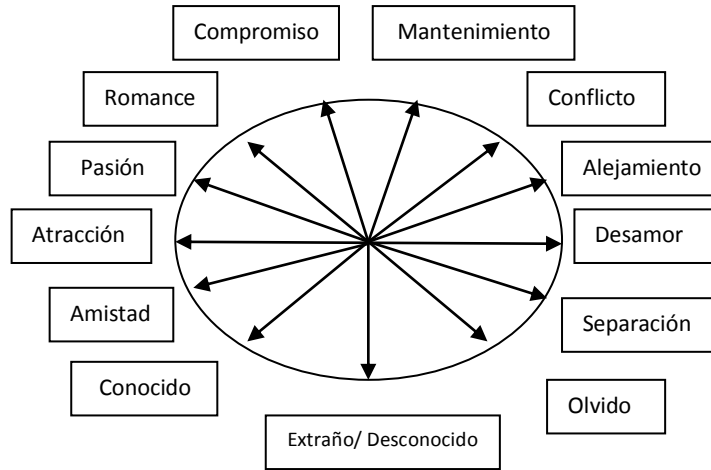 Compromiso
Mantenimiento
Romance
Conflicto
Pasión
Alejamiento
Atracción
Desamor
Amistad
Separación
Conocido
Olvido
Extraño/ Desconocido